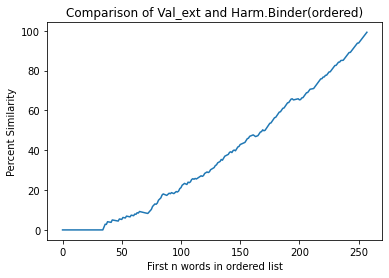 Comparison of Val_ext and Harm.Binder(ordered)
100
80
60
40
20
0
Percent Similarity
0 50 100 150 200 250
First n words in ordered list